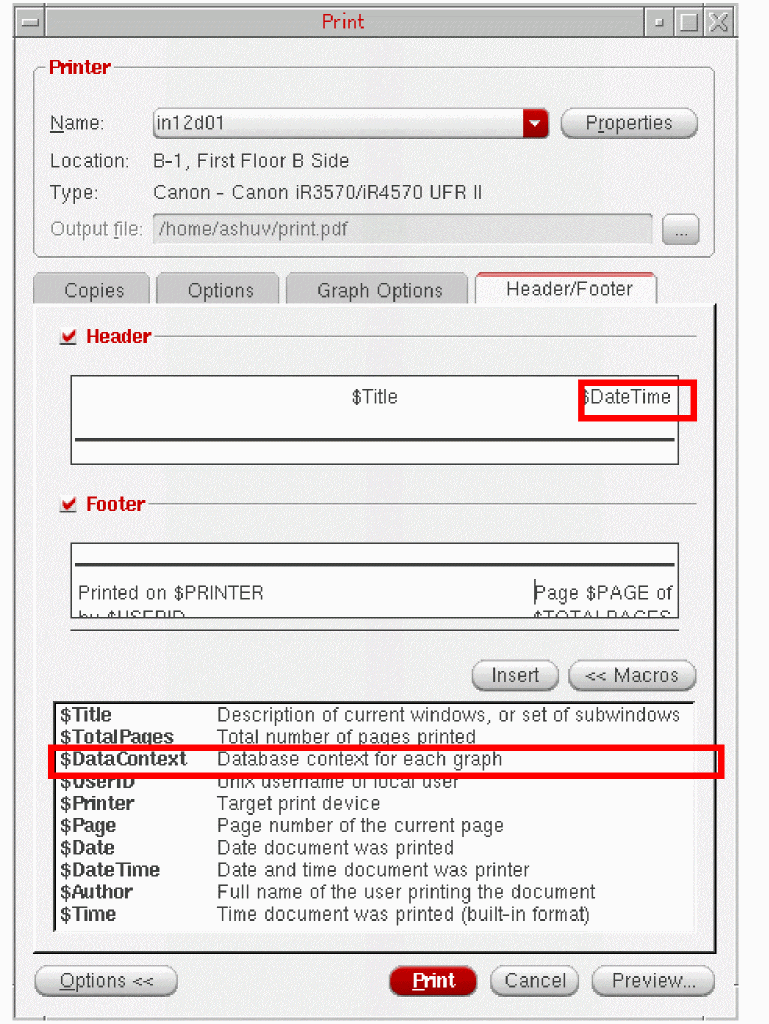 Print
Printer
Name: in12d01 Properties
Location: B-1, First Floor B Side
Type: Canon - Canon iR3570/iR4570 UFR II
Output file: /home/ashuv/print.pdf ...
Copies Options Graph Options Header/Footer
Header
$Title $DateTime
Footer
Printed on $PRINTER Page $PAGE of
by $USERID $TOTALPAGES
Insert << Macros
$Title Description of current windows, or set of subwindows
$TotalPages Total number of pages printed
$DataContext Database context for each graph
$UserID Unix username of local user
$Printer Target print device
$Page Page number of the current page
$Date Date document was printed
$DateTime Date and time document was printer
$Author Full name of the user printing the document
$Time Time document was printed (built-in format)
Options << Print Cancel Preview...